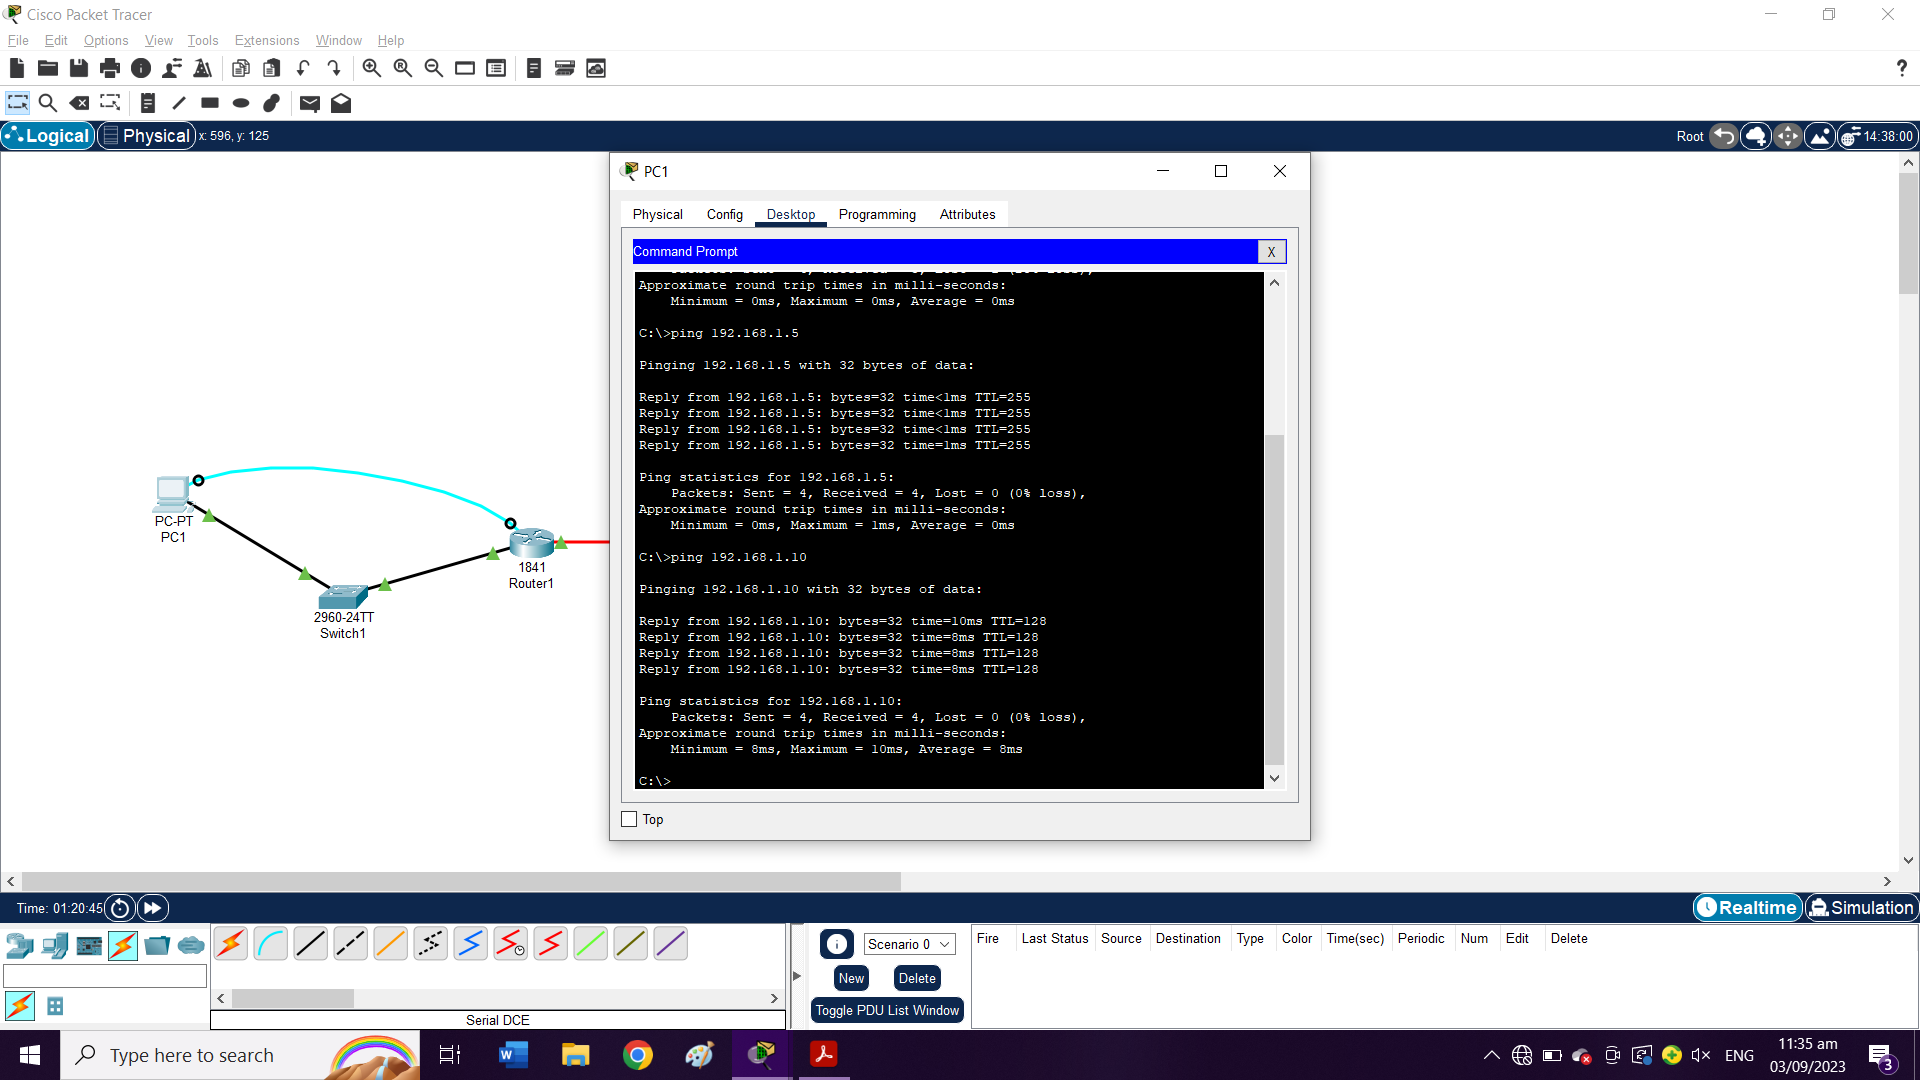 Cisco Packet Tracer
File Edit Options View Tools Extensions Window Help
?
Logical Physical x: 596, y: 125 Root 14:38:00
PC1
Physical Config Desktop Programming Attributes
Command Prompt X
Approximate round trip times in milli-seconds:
Minimum = 0ms, Maximum = 0ms, Average = 0ms
C:\>ping 192.168.1.5
Pinging 192.168.1.5 with 32 bytes of data:
Reply from 192.168.1.5: bytes=32 time<1ms TTL=255
Reply from 192.168.1.5: bytes=32 time<1ms TTL=255
Reply from 192.168.1.5: bytes=32 time<1ms TTL=255
Reply from 192.168.1.5: bytes=32 time=1ms TTL=255
Ping statistics for 192.168.1.5:
Packets: Sent = 4, Received = 4, Lost = 0 (0% loss),
Approximate round trip times in milli-seconds:
Minimum = 0ms, Maximum = 1ms, Average = 0ms
C:\>ping 192.168.1.10
Pinging 192.168.1.10 with 32 bytes of data:
Reply from 192.168.1.10: bytes=32 time=10ms TTL=128
Reply from 192.168.1.10: bytes=32 time=8ms TTL=128
Reply from 192.168.1.10: bytes=32 time=8ms TTL=128
Reply from 192.168.1.10: bytes=32 time=8ms TTL=128
Ping statistics for 192.168.1.10:
Packets: Sent = 4, Received = 4, Lost = 0 (0% loss),
Approximate round trip times in milli-seconds:
Minimum = 8ms, Maximum = 10ms, Average = 8ms
C:\>
Top
PC-PT
PC1
1841
Router1
2960-24TT
Switch1
Time: 01:20:45 Realtime Simulation
Scenario 0
New Delete
Toggle PDU List Window
Fire Last Status Source Destination Type Color Time(sec) Periodic Num Edit Delete
Serial DCE
Type here to search
ENG
11:35 am
03/09/2023
3